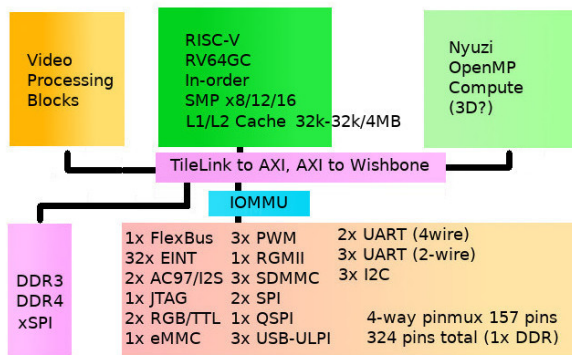 Video
Processing
Blocks
RISC-V
RV64GC
In-order
SMP x8/12/16
L1/L2 Cache 32k-32k/4MB
Nyuzi
OpenMP
Compute
(3D?)
TileLink to AXI, AXI to Wishbone
IOMMU
DDR3
DDR4
xSPI
1x FlexBus
32x EINT
2x AC97/I2S
1x JTAG
2x RGB/TTL
1x eMMC
3x PWM
1x RGMII
3x SDMMC
2x SPI
1x QSPI
3x USB-ULPI
2x UART (4wire)
3x UART (2-wire)
3x I2C
4-way pinmux 157 pins
324 pins total (1x DDR)